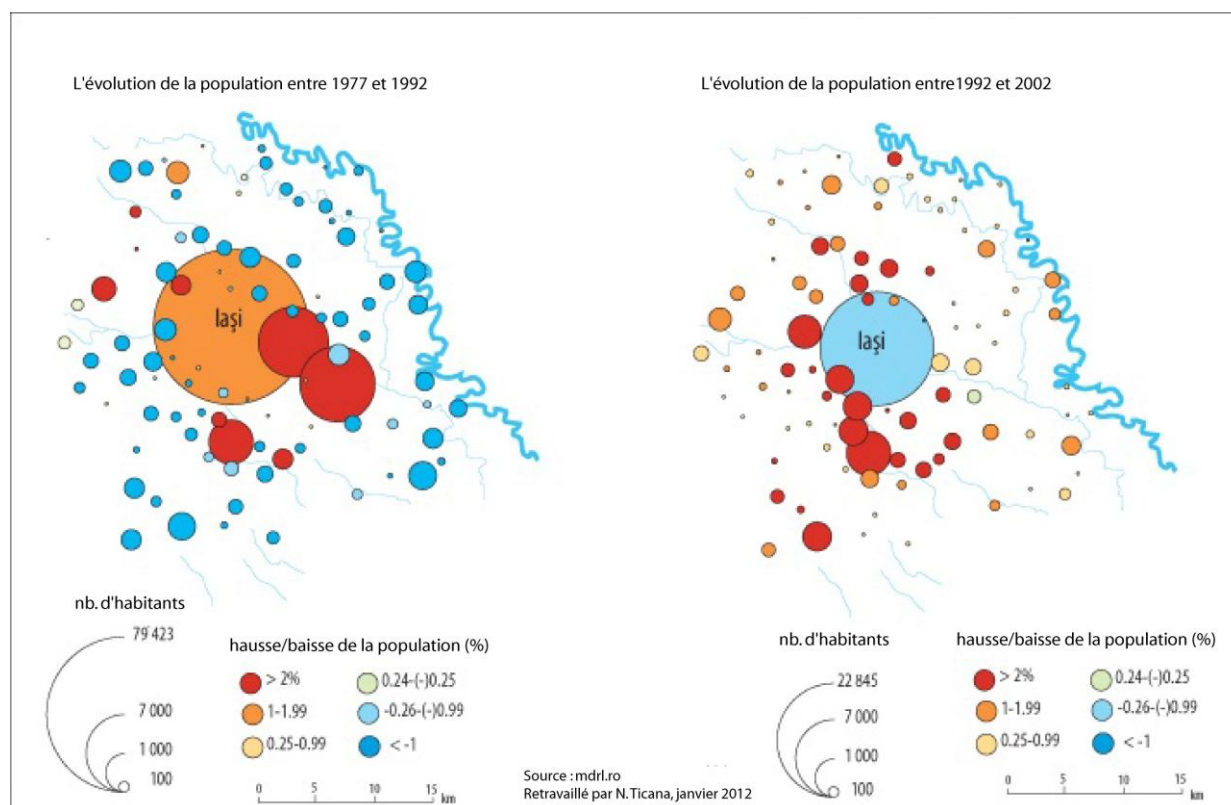 L'évolution de la population entre 1977 et 1992
L'évolution de la population entre1992 et 2002
Iaşi
Iaşi
nb. d'habitants
79'423
7 000
1 000
100
hausse/baisse de la population (%)
> 2%
1-1.99
0.25-0.99
0.24-(-)0.25
-0.26-(-)0.99
< -1
0 5 10 15
km
Source : mdrl.ro
Retravaillé par N. Ticana, janvier 2012
nb. d'habitants
22 845
7 000
1 000
100
hausse/baisse de la population (%)
> 2%
1-1.99
0.25-0.99
0.24-(-)0.25
-0.26-(-)0.99
< -1
0 5 10 15
km